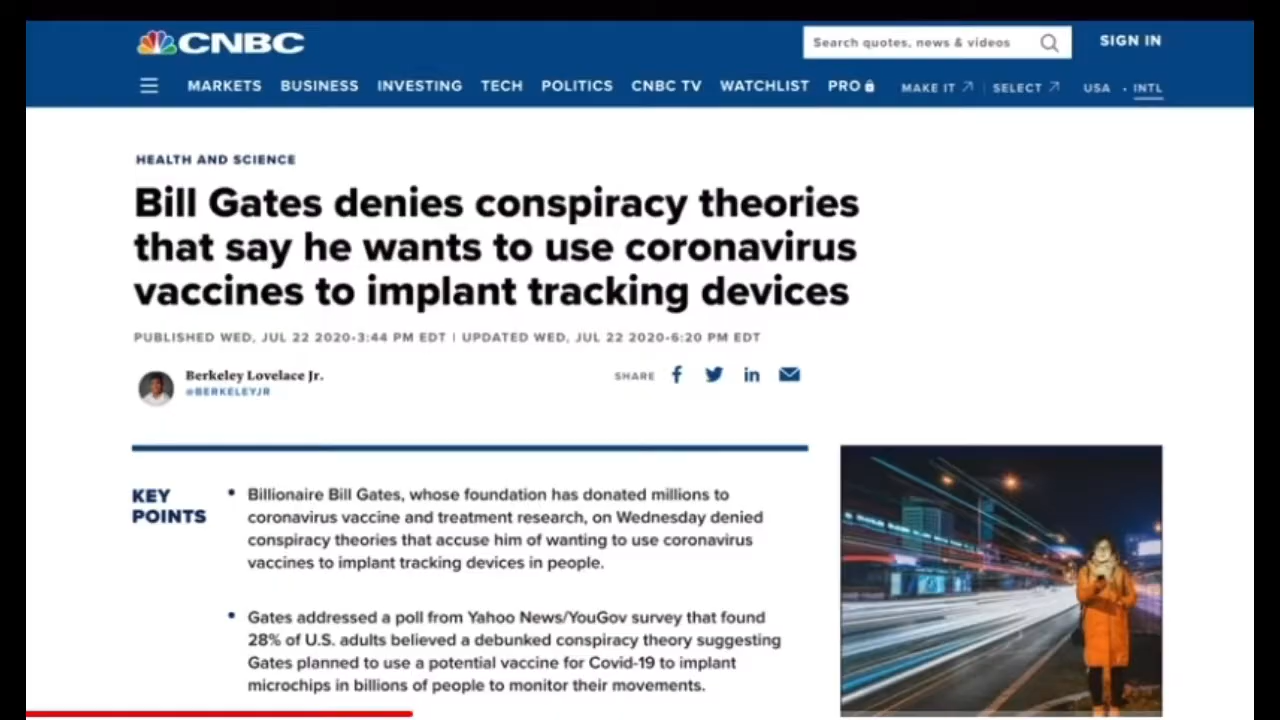 CNBC
Search quotes, news & videos
SIGN IN
MARKETS BUSINESS INVESTING TECH POLITICS CNBC TV WATCHLIST PRO MAKE IT SELECT USA • INTL
HEALTH AND SCIENCE
Bill Gates denies conspiracy theories
that say he wants to use coronavirus
vaccines to implant tracking devices
PUBLISHED WED, JUL 22 2020•3:44 PM EDT | UPDATED WED, JUL 22 2020•6:20 PM EDT
Berkeley Lovelace Jr.
@BERKELEYJR
SHARE
KEY
POINTS
• Billionaire Bill Gates, whose foundation has donated millions to
coronavirus vaccine and treatment research, on Wednesday denied
conspiracy theories that accuse him of wanting to use coronavirus
vaccines to implant tracking devices in people.
• Gates addressed a poll from Yahoo News/YouGov survey that found
28% of U.S. adults believed a debunked conspiracy theory suggesting
Gates planned to use a potential vaccine for Covid-19 to implant
microchips in billions of people to monitor their movements.